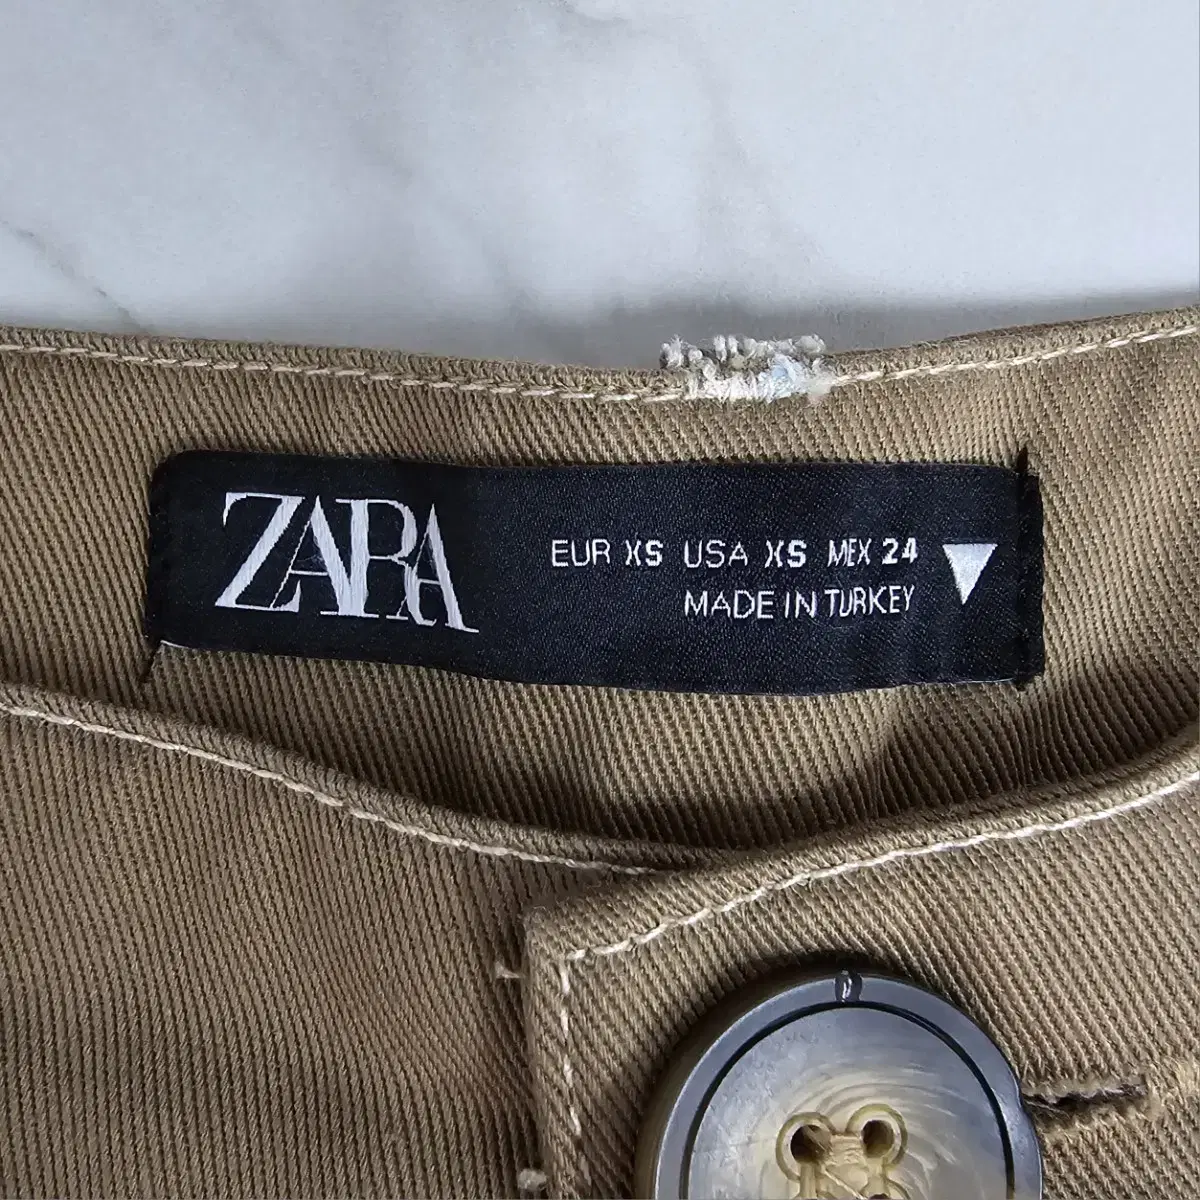 ZARA
EUR XS USA XS MEX 24
MADE IN TURKEY